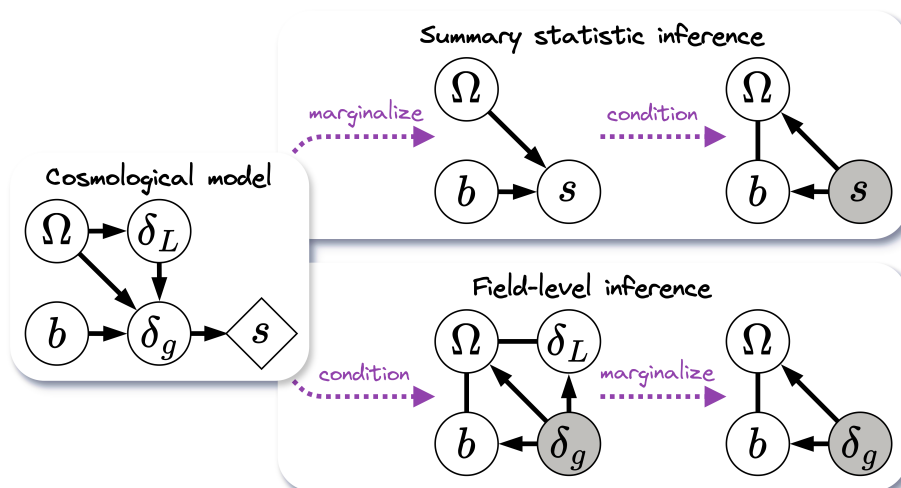 Summary statistic inference
Ω Ω
marginalize condition
b s b s
Cosmological model
Ω δ_L
b δ_g s
Field-level inference
Ω δ_L Ω
condition marginalize
b δ_g b δ_g